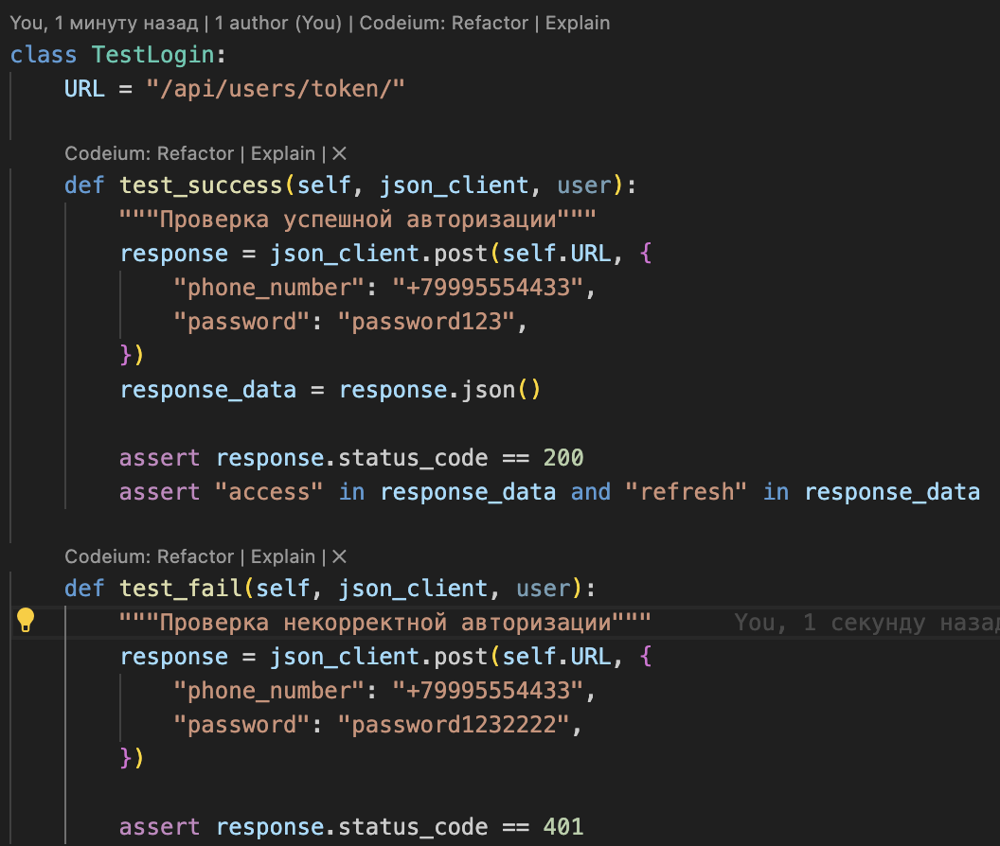 You, 1 минуту назад | 1 author (You) | Codeium: Refactor | Explain
class TestLogin:
    URL = "/api/users/token/"
    Codeium: Refactor | Explain | ✕
    def test_success(self, json_client, user):
        """Проверка успешной авторизации"""
        response = json_client.post(self.URL, {
            "phone_number": "+79995554433",
            "password": "password123",
        })
        response_data = response.json()
        assert response.status_code == 200
        assert "access" in response_data and "refresh" in response_data
    Codeium: Refactor | Explain | ✕
    def test_fail(self, json_client, user):
        """Проверка некорректной авторизации""" You, 1 секунду наза
        response = json_client.post(self.URL, {
            "phone_number": "+79995554433",
            "password": "password1232222",
        })
        assert response.status_code == 401